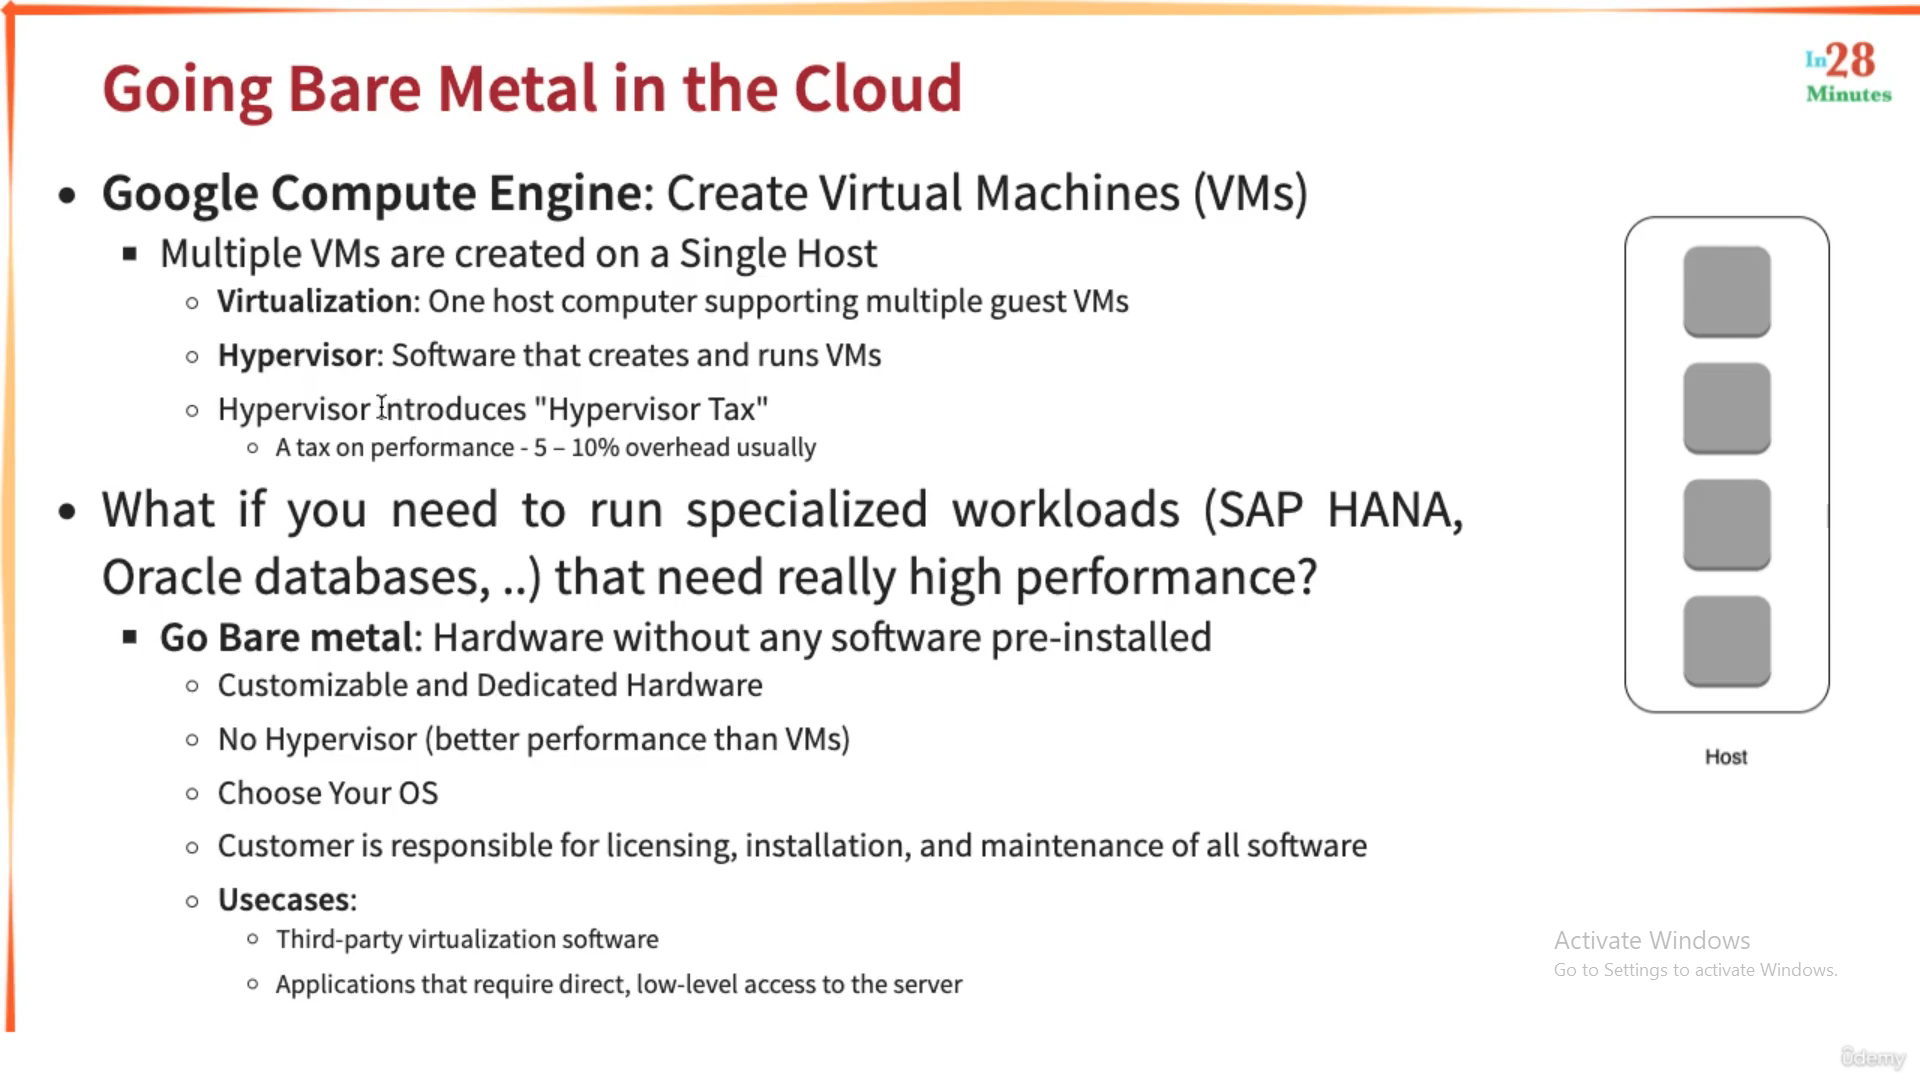 Going Bare Metal in the Cloud
In28
Minutes
Google Compute Engine: Create Virtual Machines (VMs)
Multiple VMs are created on a Single Host
Virtualization: One host computer supporting multiple guest VMs
Hypervisor: Software that creates and runs VMs
Hypervisor introduces "Hypervisor Tax"
A tax on performance - 5 – 10% overhead usually
What if you need to run specialized workloads (SAP HANA,
Oracle databases, ..) that need really high performance?
Go Bare metal: Hardware without any software pre-installed
Customizable and Dedicated Hardware
No Hypervisor (better performance than VMs)
Choose Your OS
Customer is responsible for licensing, installation, and maintenance of all software
Usecases:
Third-party virtualization software
Applications that require direct, low-level access to the server
Host
Activate Windows
Go to Settings to activate Windows.
ûdemy